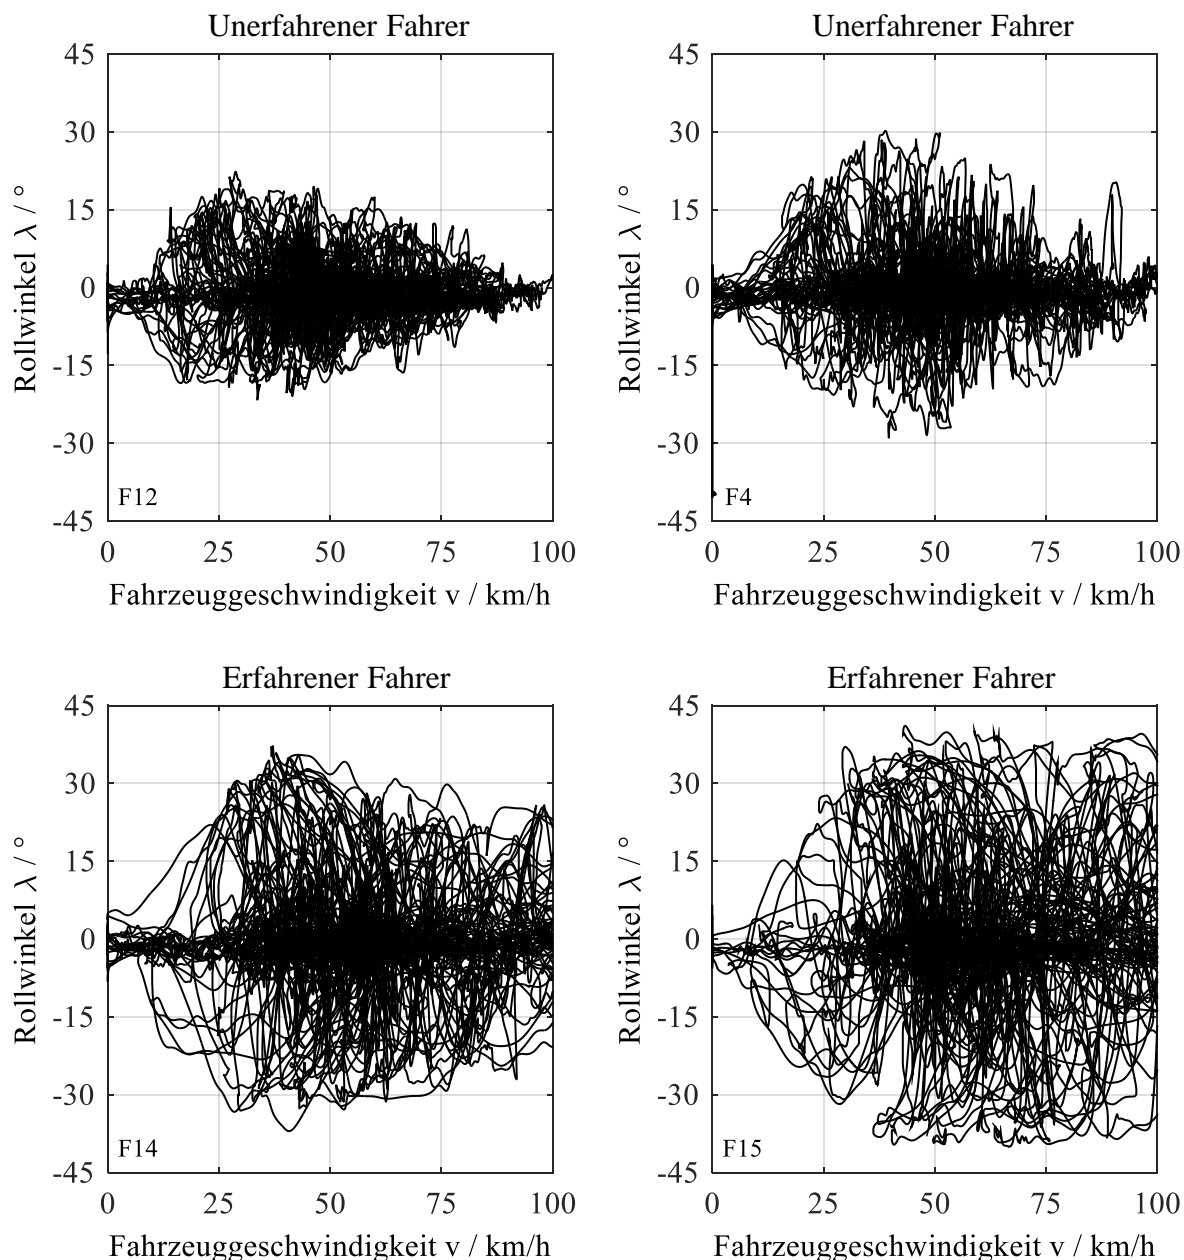 Unerfahrener Fahrer
45
30
15
0
-15
-30
-45
Rollwinkel λ / °
F12
0 25 50 75 100
Fahrzeuggeschwindigkeit v / km/h
Unerfahrener Fahrer
45
30
15
0
-15
-30
-45
Rollwinkel λ / °
F4
0 25 50 75 100
Fahrzeuggeschwindigkeit v / km/h
Erfahrener Fahrer
45
30
15
0
-15
-30
-45
Rollwinkel λ / °
F14
0 25 50 75 100
Fahrzeuggeschwindigkeit v / km/h
Erfahrener Fahrer
45
30
15
0
-15
-30
-45
Rollwinkel λ / °
F15
0 25 50 75 100
Fahrzeuggeschwindigkeit v / km/h